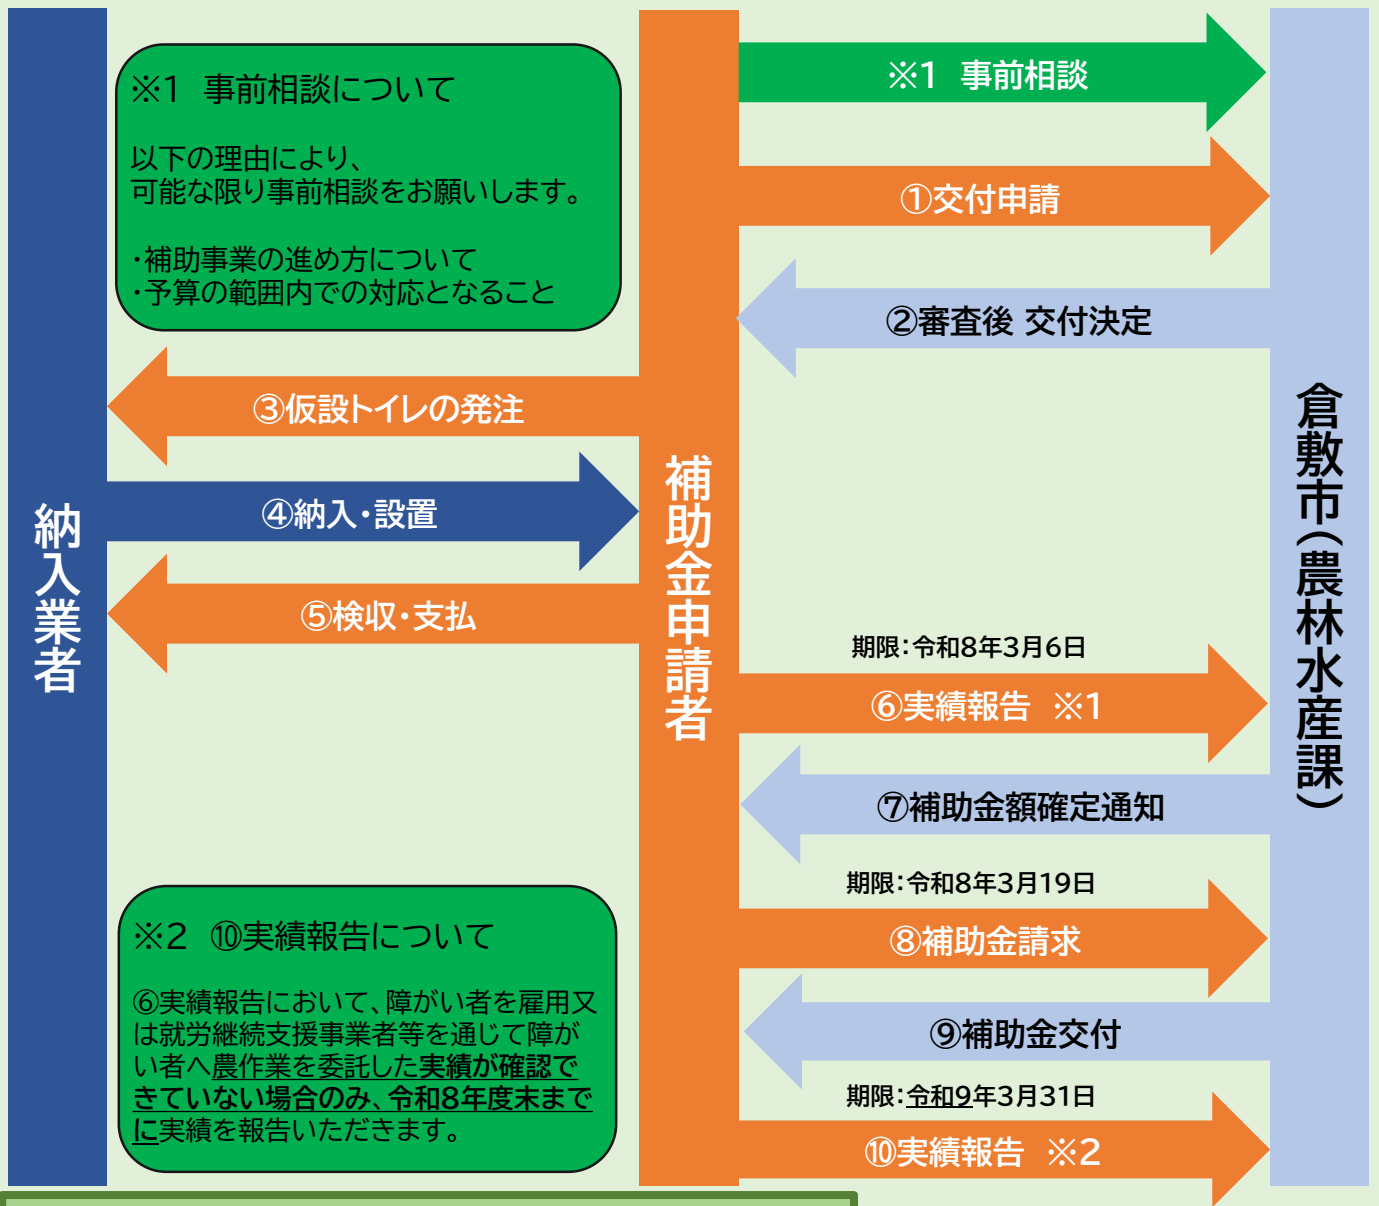 ※1 事前相談について
以下の理由により、
可能な限り事前相談をお願いします。
・補助事業の進め方について
・予算の範囲内での対応となること
※1 事前相談
①交付申請
②審査後 交付決定
③仮設トイレの発注
④納入・設置
⑤検収・支払
納入業者
補助金申請者
倉敷市(農林水産課)
期限:令和8年3月6日
⑥実績報告 ※1
⑦補助金額確定通知
期限:令和8年3月19日
⑧補助金請求
⑨補助金交付
期限:令和9年3月31日
⑩実績報告 ※2
※2 ⑩実績報告について
⑥実績報告において、障がい者を雇用又
は就労継続支援事業者等を通じて障が
い者へ農作業を委託した実績が確認で
きていない場合のみ、令和8年度末まで
に実績を報告いただきます。